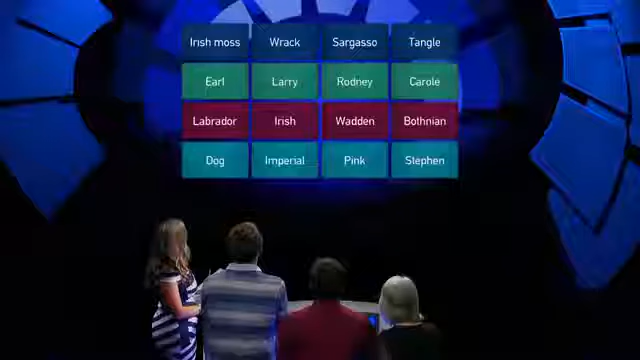 Irish moss Wrack Sargasso Tangle
Earl Larry Rodney Carole
Labrador Irish Wadden Bothnian
Dog Imperial Pink Stephen